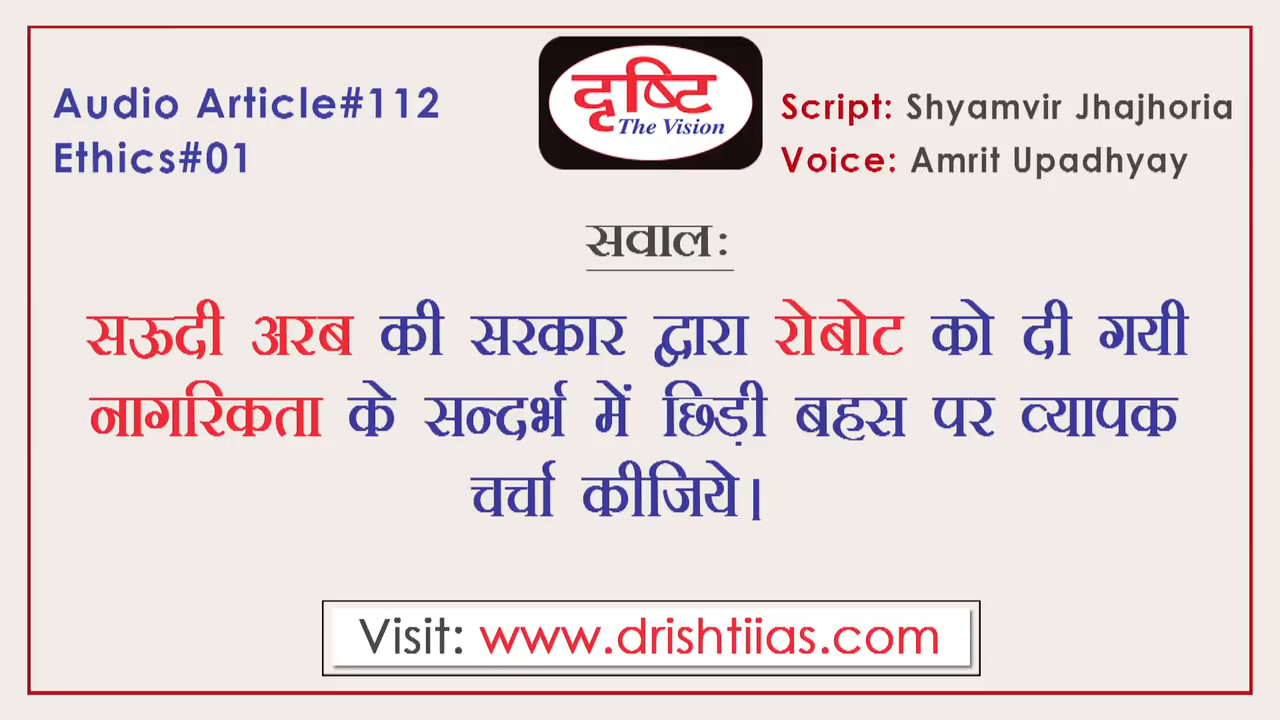 Audio Article#112
Ethics#01
दृष्टि
The Vision
Script: Shyamvir Jhajhoria
Voice: Amrit Upadhyay
सवाल:
सऊदी अरब की सरकार द्वारा रोबोट को दी गयी
नागरिकता के सन्दर्भ में छिड़ी बहस पर व्यापक
चर्चा कीजिये।
Visit: www.drishtiias.com